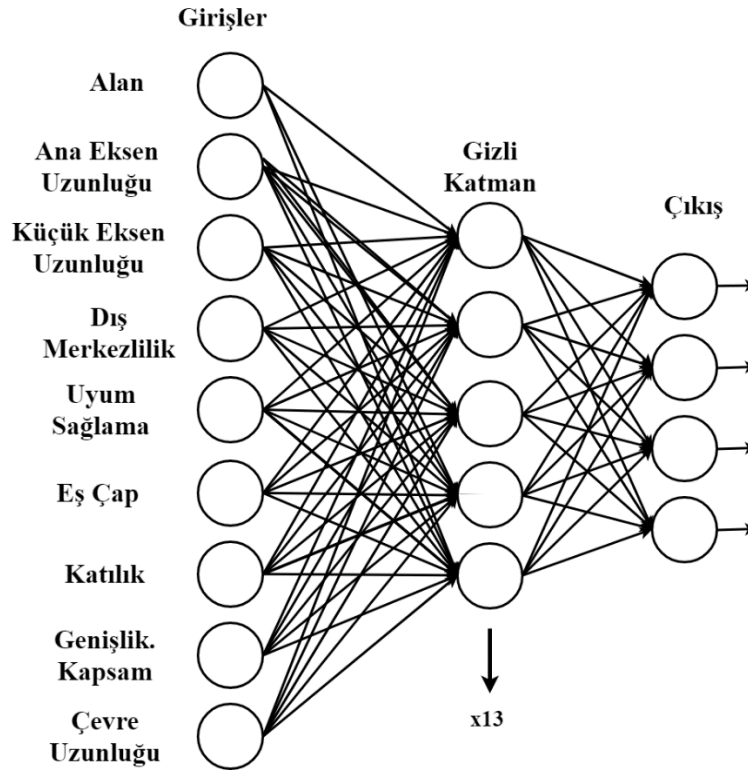 Girişler
Alan
Ana Eksen
Uzunluğu
Küçük Eksen
Uzunluğu
Dış
Merkezlilik
Uyum
Sağlama
Eş Çap
Katılık
Genişlik.
Kapsam
Çevre
Uzunluğu
Gizli
Katman
x13
Çıkış